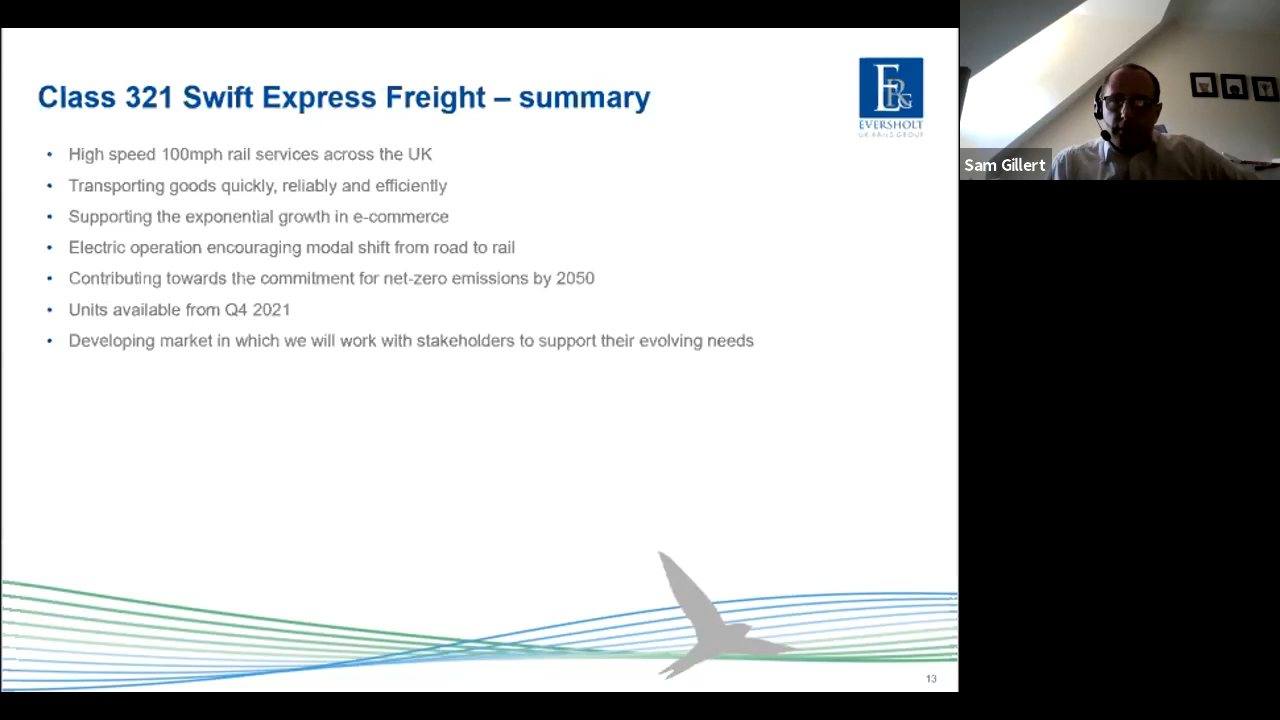 Class 321 Swift Express Freight – summary
ERG
EVERSHOLT
UK RAILS GROUP
• High speed 100mph rail services across the UK
• Transporting goods quickly, reliably and efficiently
• Supporting the exponential growth in e-commerce
• Electric operation encouraging modal shift from road to rail
• Contributing towards the commitment for net-zero emissions by 2050
• Units available from Q4 2021
• Developing market in which we will work with stakeholders to support their evolving needs
13
Sam Gillert